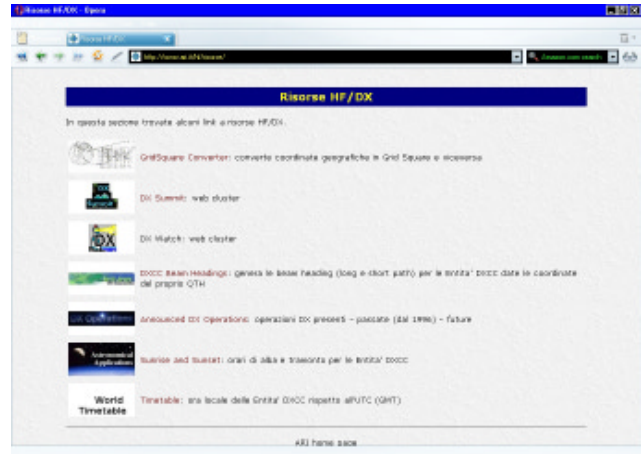 Risorse HF/DX - Opera
Risorse HF/DX
Risorse HF/DX
In questa sezione trovate alcuni link a risorse HF/DX.
GridSquare Converter: converte coordinate geografiche in Grid Square e viceversa
DX Summit
DX Summit: web cluster
DX
DX Watch: web cluster
DXCC Beam Headings: genera le beam heading (long e short path) per le Entita' DXCC date le coordinate
del proprio QTH
DX Operations
Announced DX Operations: operazioni DX presenti - passate (dal 1996) - future
Astronomical
Applications
Sunrise and Sunset: orari di alba e tramonto per le Entita' DXCC
World
Timetable
Timetable: ora locale delle Entita' DXCC rispetto all'UTC (GMT)
ARI home page